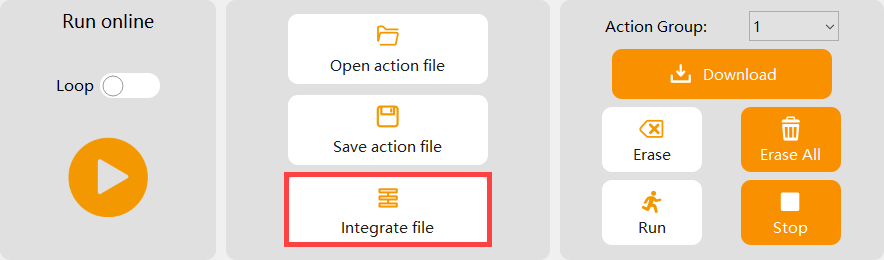 Run online
Loop
Open action file
Save action file
Integrate file
Action Group: 1
Download
Erase
Erase All
Run
Stop